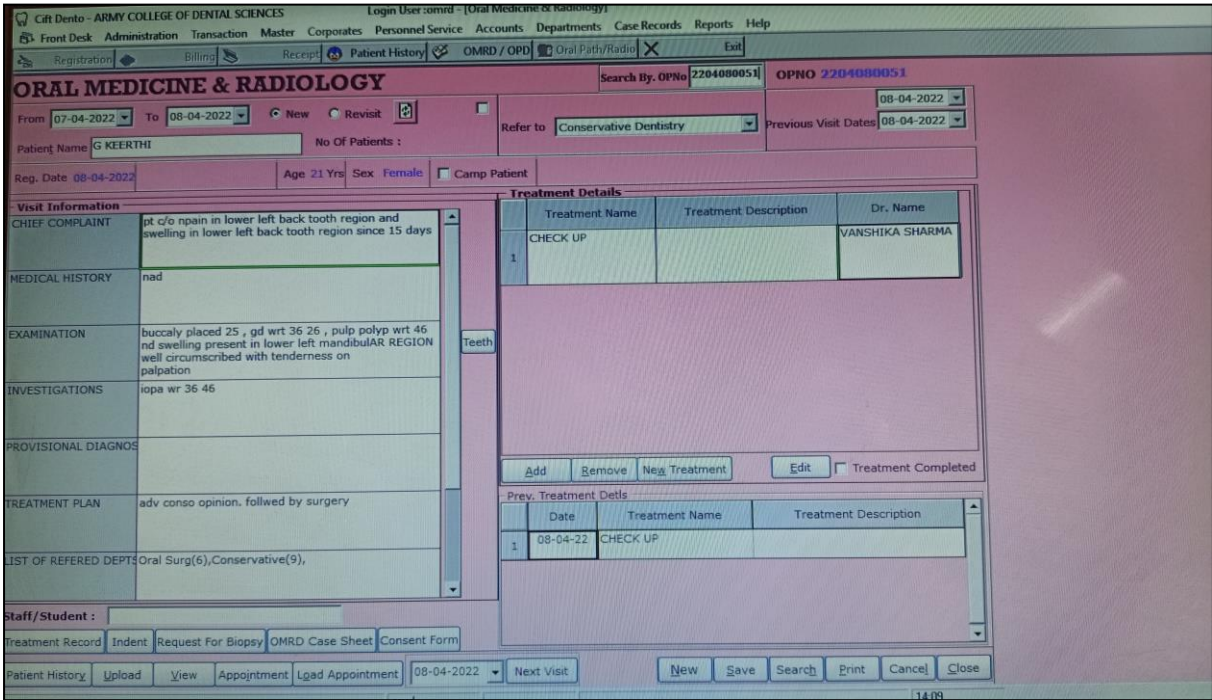 Cift Dento - ARMY COLLEGE OF DENTAL SCIENCES Login User :omrd - [Oral Medicine & Radiology]
Front Desk Administration Transaction Master Corporates Personnel Service Accounts Departments Case Records Reports Help
Registration Billing Receipt Patient History OMRD / OPD Oral Path/Radio Exit
ORAL MEDICINE & RADIOLOGY Search By. OPNo 2204080051 OPNO 2204080051
From 07-04-2022 To 08-04-2022 New Revisit
08-04-2022
Refer to Conservative Dentistry Previous Visit Dates 08-04-2022
Patient Name G KEERTHI No Of Patients :
Reg. Date 08-04-2022 Age 21 Yrs Sex Female Camp Patient
Visit Information
CHIEF COMPLAINT pt c/o npain in lower left back tooth region and
swelling in lower left back tooth region since 15 days
MEDICAL HISTORY nad
EXAMINATION buccaly placed 25 , gd wrt 36 26 , pulp polyp wrt 46
nd swelling present in lower left mandibulAR REGION
well circumscribed with tenderness on
palpation
Teeth
INVESTIGATIONS iopa wr 36 46
PROVISIONAL DIAGNOS
TREATMENT PLAN adv conso opinion. follwed by surgery
LIST OF REFERED DEPTS Oral Surg(6),Conservative(9),
Staff/Student :
Treatment Record Indent Request For Biopsy OMRD Case Sheet Consent Form
Treatment Details
Treatment Name Treatment Description Dr. Name
1 CHECK UP VANSHIKA SHARMA
Add Remove New Treatment Edit Treatment Completed
Prev. Treatment Detls
Date Treatment Name Treatment Description
1 08-04-22 CHECK UP
Patient History Upload View Appointment Load Appointment 08-04-2022 Next Visit New Save Search Print Cancel Close
14:09